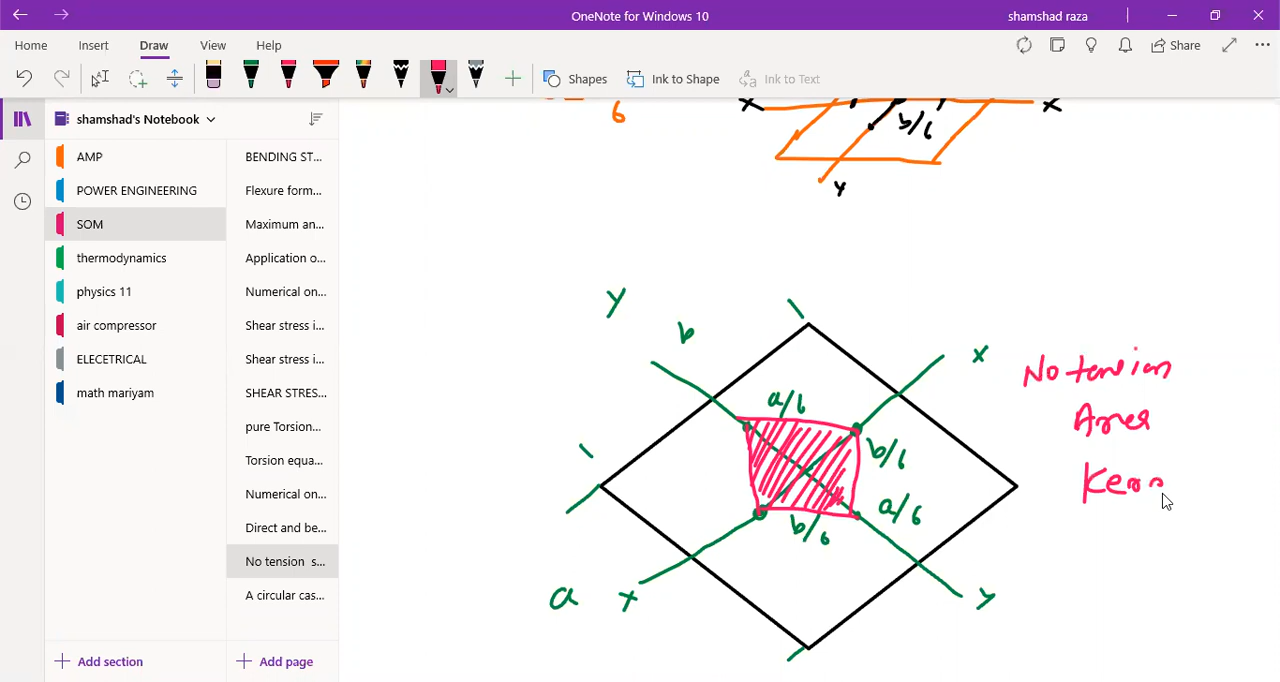 OneNote for Windows 10
shamshad raza
Home
Insert
Draw
View
Help
Share
Shapes
Ink to Shape
Ink to Text
shamshad's Notebook
AMP
POWER ENGINEERING
SOM
thermodynamics
physics 11
air compressor
ELECETRICAL
math mariyam
Add section
BENDING ST...
Flexure form...
Maximum an...
Application o...
Numerical on...
Shear stress i...
Shear stress i...
SHEAR STRES...
pure Torsion...
Torsion equa...
Numerical on...
Direct and be...
No tension s...
A circular cas...
Add page
6
x
b/6
x
y
y
b
x
a/6
b/6
a/6
b/6
a
x
y
No tension
Area
Kern